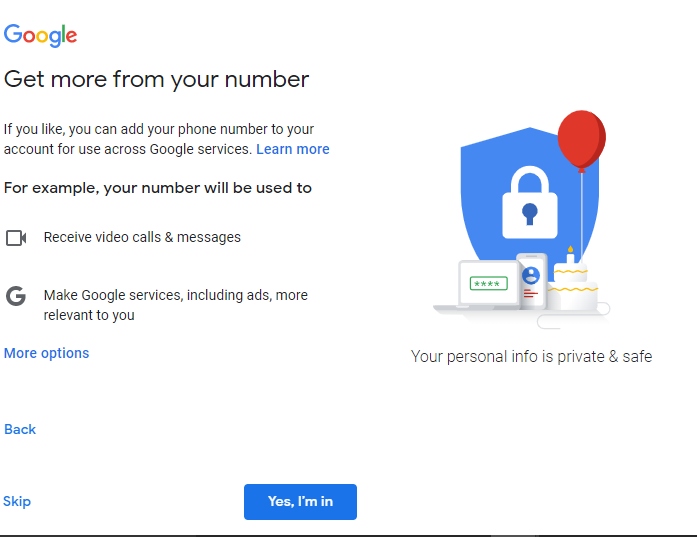 Google
Get more from your number
If you like, you can add your phone number to your
account for use across Google services. Learn more
For example, your number will be used to
Receive video calls & messages
G
Make Google services, including ads, more
relevant to you
More options
****
Your personal info is private & safe
Back
Skip
Yes, I'm in